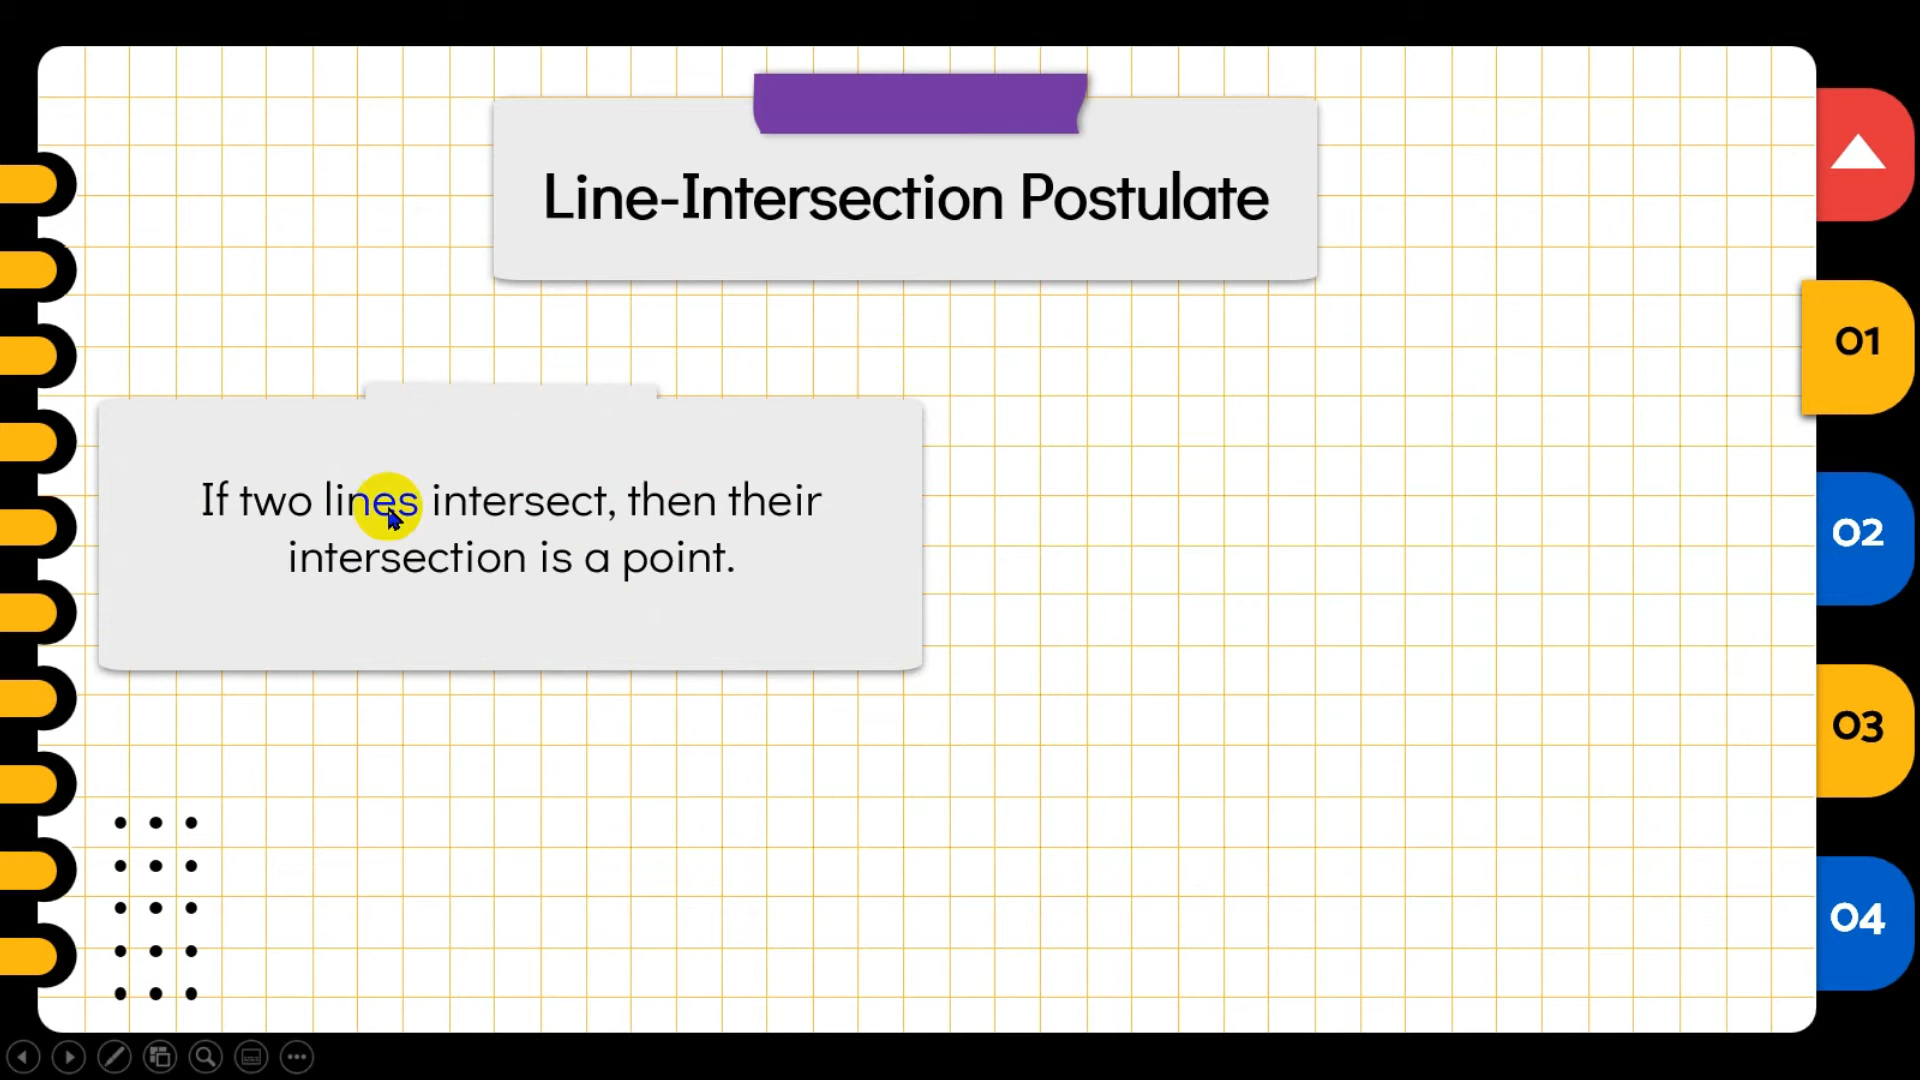 Line-Intersection Postulate
If two lines intersect, then their
intersection is a point.
01
02
03
04